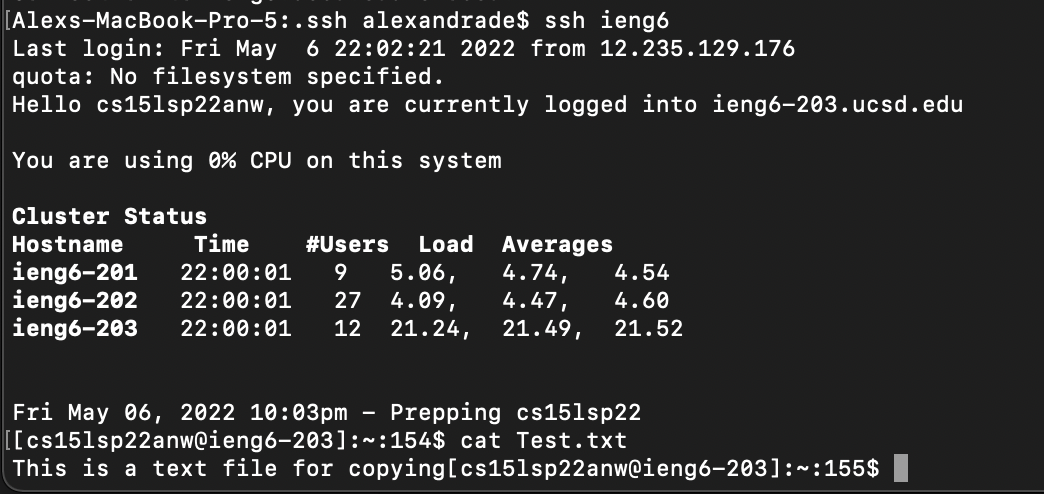 [Alexs-MacBook-Pro-5:.ssh alexandrade$ ssh ieng6
Last login: Fri May  6 22:02:21 2022 from 12.235.129.176
quota: No filesystem specified.
Hello cs15lsp22anw, you are currently logged into ieng6-203.ucsd.edu
You are using 0% CPU on this system
Cluster Status
Hostname     Time    #Users  Load  Averages
ieng6-201   22:00:01   9   5.06,   4.74,   4.54
ieng6-202   22:00:01   27  4.09,   4.47,   4.60
ieng6-203   22:00:01   12  21.24,  21.49,  21.52
Fri May 06, 2022 10:03pm - Prepping cs15lsp22
[[cs15lsp22anw@ieng6-203]:~:154$ cat Test.txt
This is a text file for copying[cs15lsp22anw@ieng6-203]:~:155$